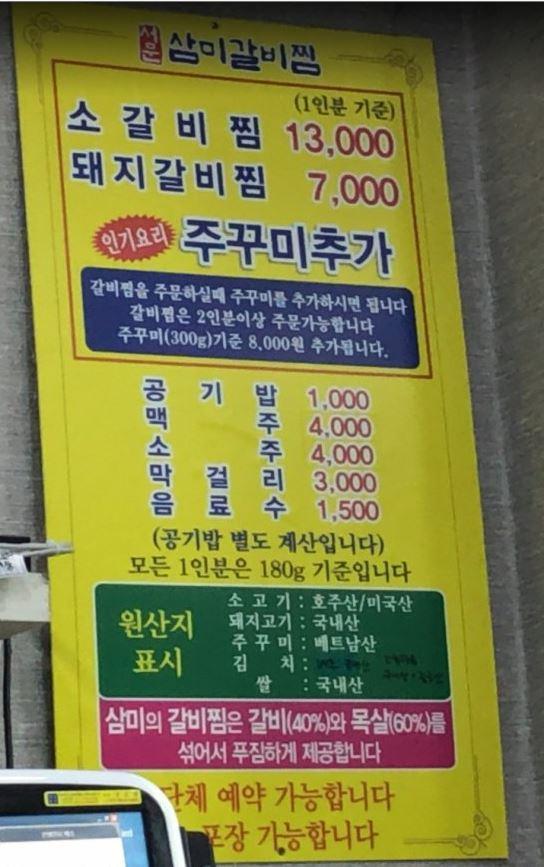 서문 삼미갈비찜
(1인분 기준)
소갈비찜 13,000
돼지갈비찜 7,000
인기요리 주꾸미추가
갈비찜을 주문하실때 주꾸미를 추가하시면 됩니다
갈비찜은 2인분이상 주문가능합니다
주꾸미(300g)기준 8,000원 추가됩니다.
공기밥 1,000
맥주 4,000
소주 4,000
막걸리 3,000
음료수 1,500
(공기밥 별도 계산입니다)
모든 1인분은 180g 기준입니다
원산지 표시
소고기 : 호주산/미국산
돼지고기 : 국내산
주꾸미 : 베트남산
김치 :
쌀 : 국내산
삼미의 갈비찜은 갈비(40%)와 목살(60%)를
섞어서 푸짐하게 제공합니다
단체 예약 가능합니다
포장 가능합니다